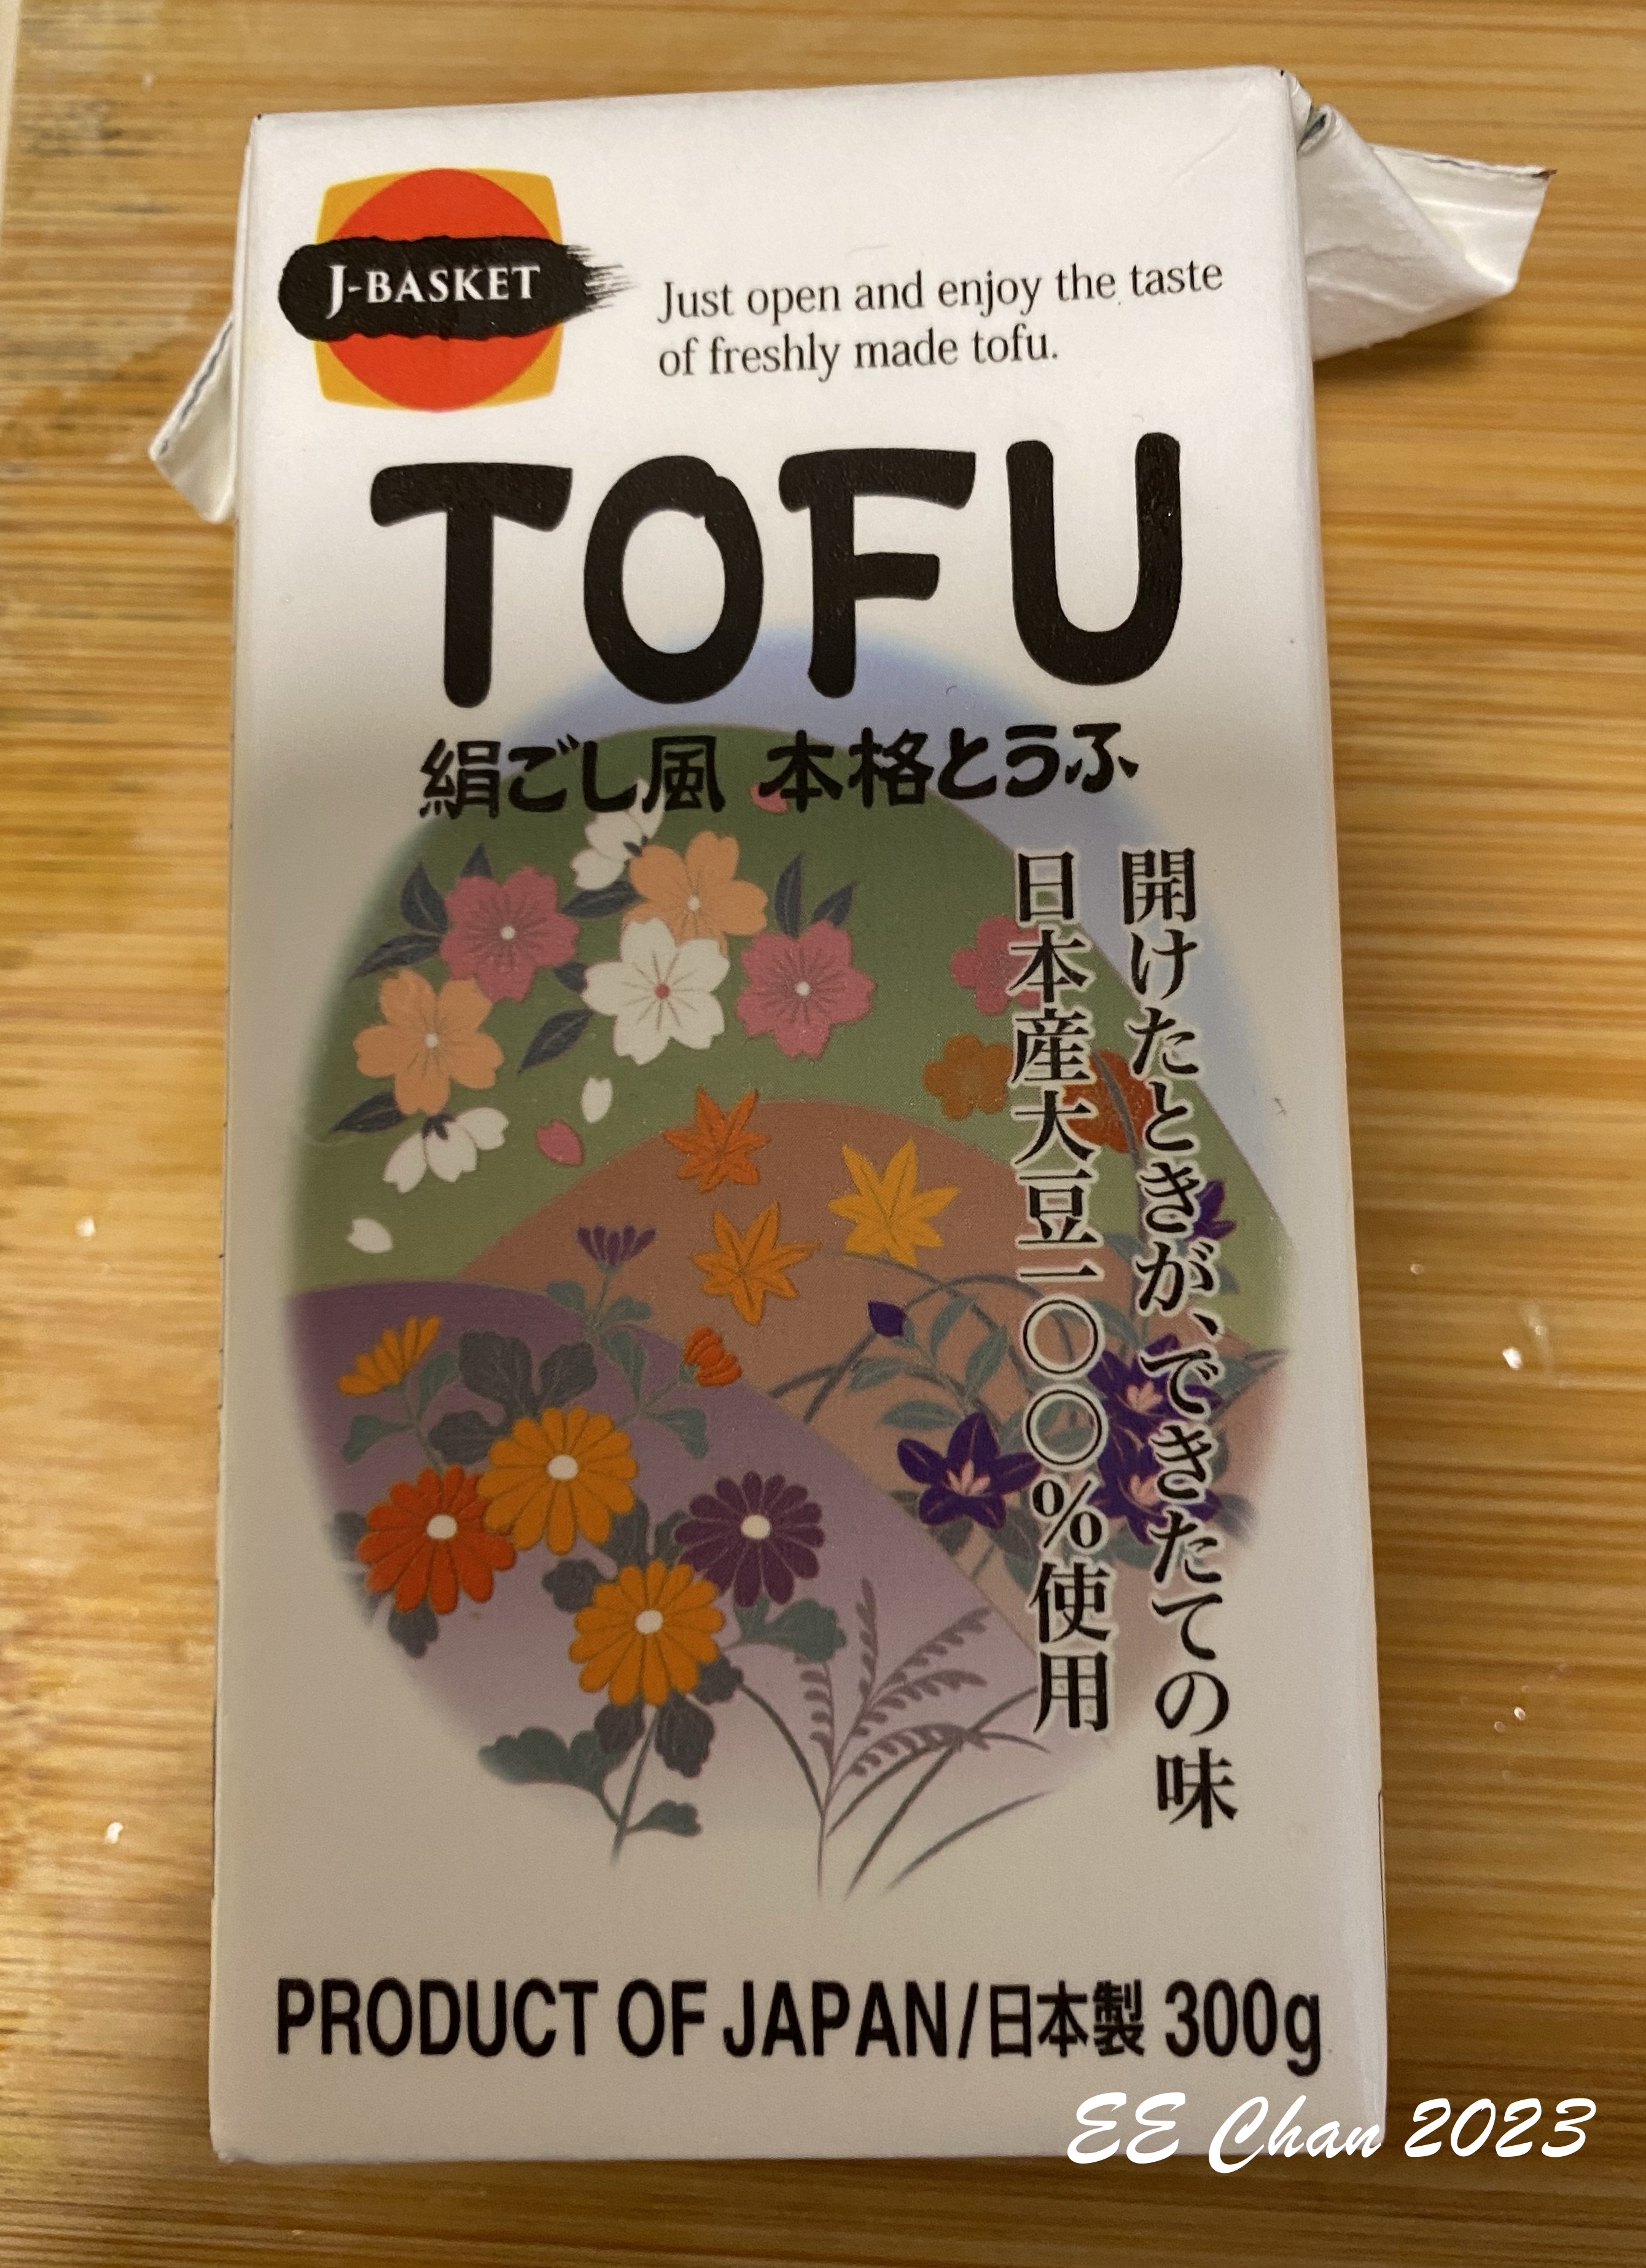 J-BASKET
Just open and enjoy the taste
of freshly made tofu.
TOFU
絹ごし風 本格とうふ
開けたときが、できたての味
日本産大豆一〇〇%使用
PRODUCT OF JAPAN/日本製 300g
EE Chan 2023